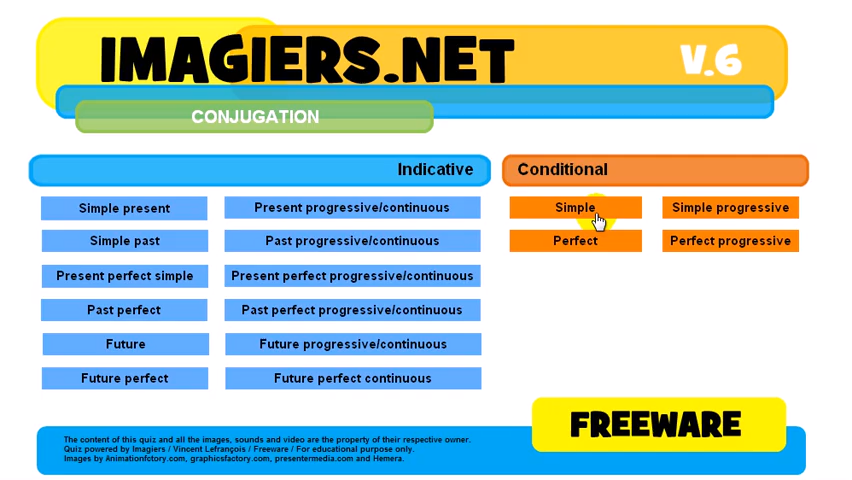 IMAGIERS.NET
V.6
CONJUGATION
Indicative
Conditional
Simple present
Present progressive/continuous
Simple
Simple progressive
Simple past
Past progressive/continuous
Perfect
Perfect progressive
Present perfect simple
Present perfect progressive/continuous
Past perfect
Past perfect progressive/continuous
Future
Future progressive/continuous
Future perfect
Future perfect continuous
FREEWARE
The content of this quiz and all the images, sounds and video are the property of their respective owner.
Quiz powered by Imagiers / Vincent Lefrançois / Freeware / For educational purpose only.
Images by Animationfotory.com, graphicsfactory.com, presentermedia.com and Hemera.